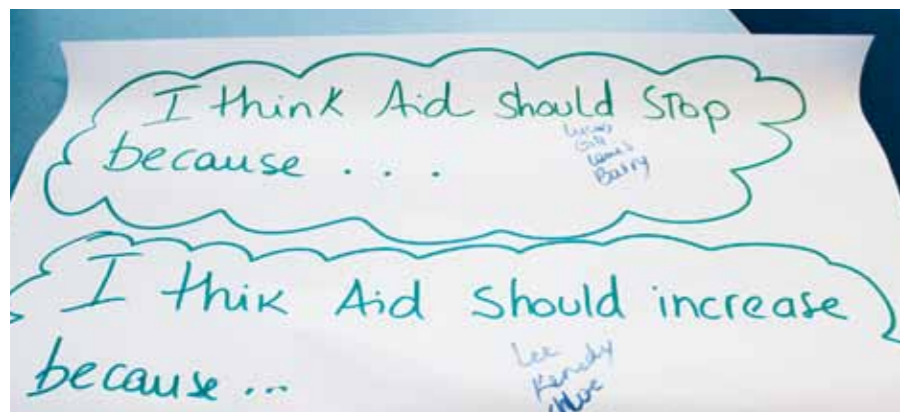 I think Aid should Stop
because . . .
Barry
I thik Aid should increase
because ...
Lee